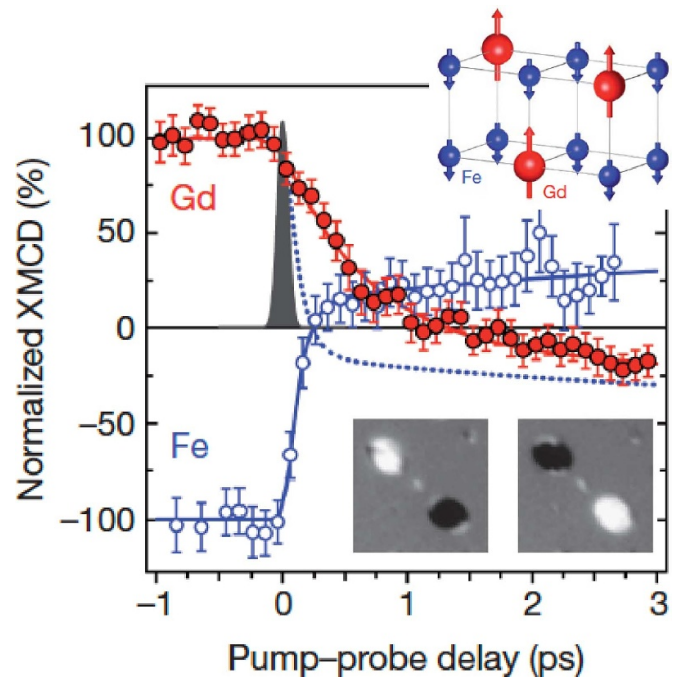 Fe
Gd
100
50
0
−50
−100
Normalized XMCD (%)
Gd
Fe
−1
0
1
2
3
Pump–probe delay (ps)